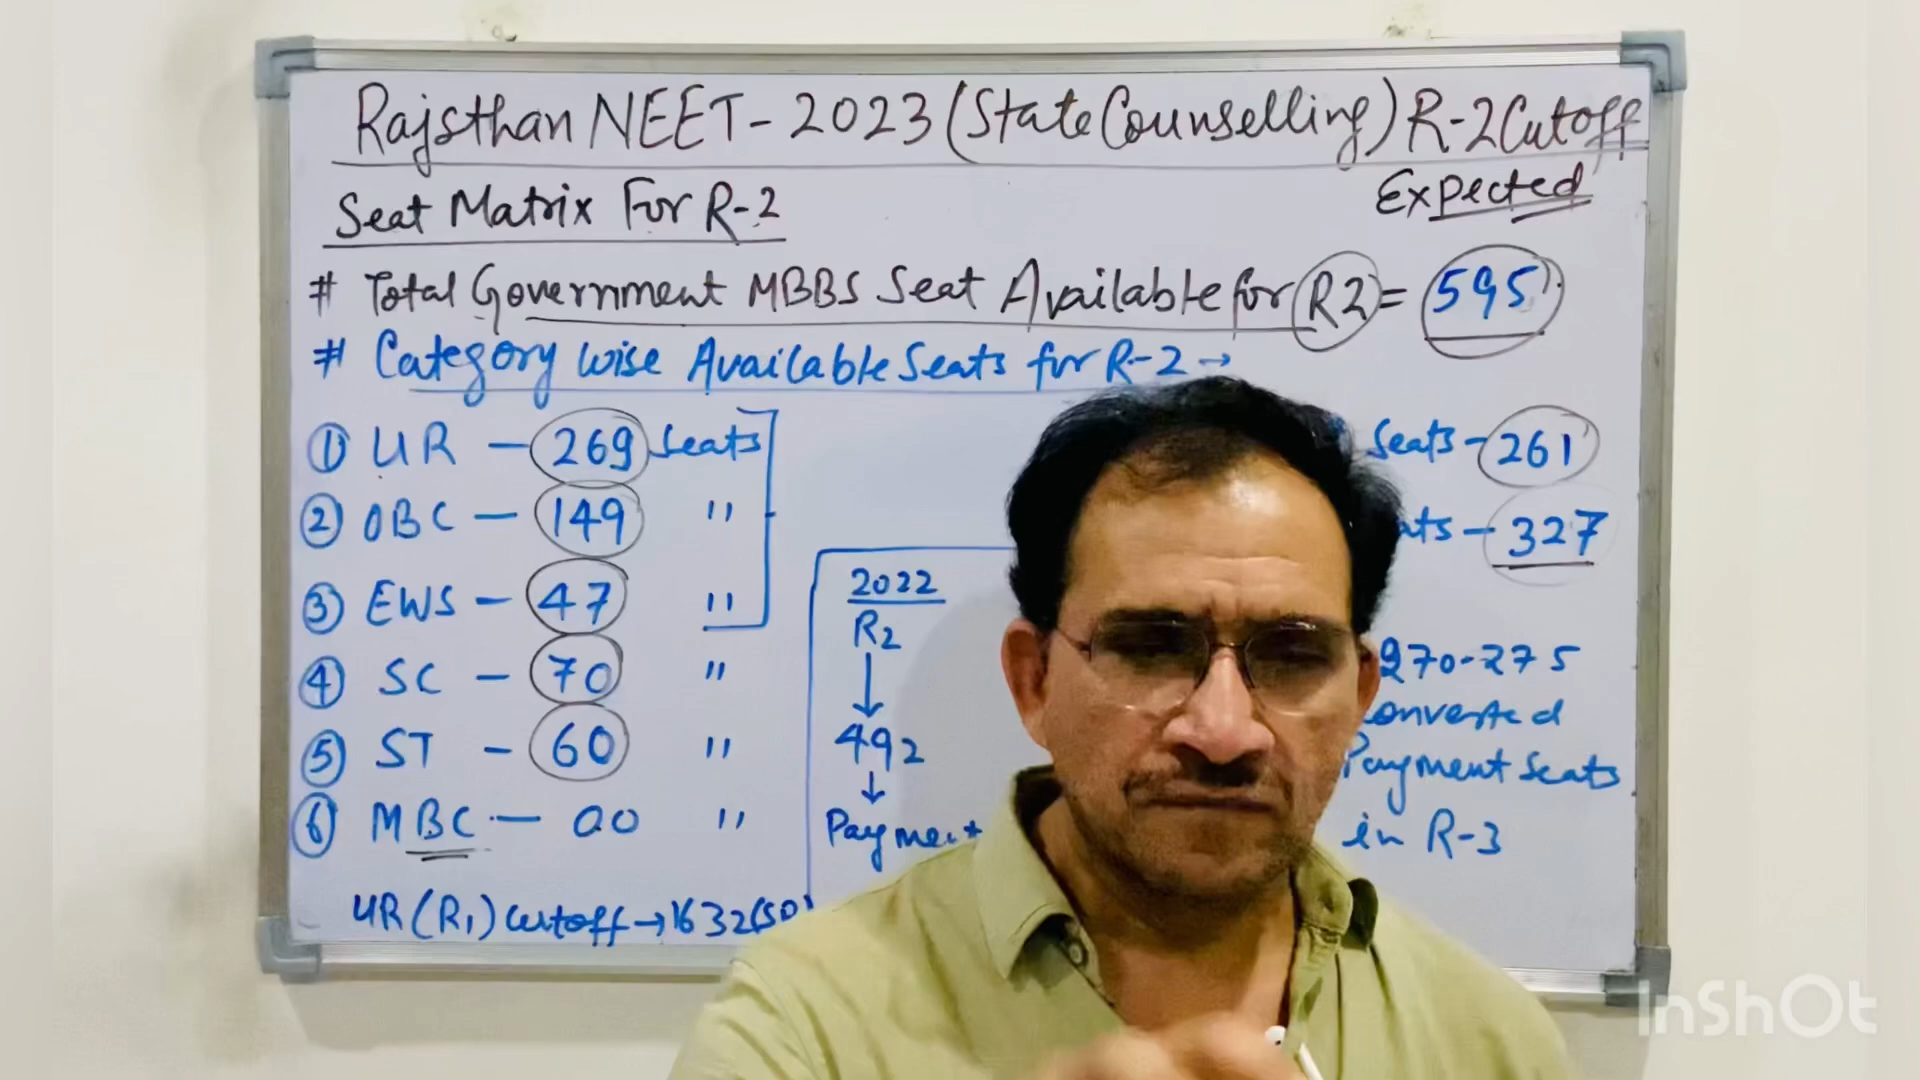 Rajsthan NEET-2023 (State Counselling) R-2 Cutoff
Expected
Seat Matrix For R-2
# Total Government MBBS Seat Available for R2 = 595
# Category wise Available Seats for R-2 →
① UR - 269 Seats
② OBC - 149 "
③ EWS - 47 "
④ SC - 70 "
⑤ ST - 60 "
⑥ MBC - 00 "
UR (R1) Cutoff → 1632(SD)
2022
R2
↓
492
↓
Payment
Seats - 261
- 327
270-275
Converted
Payment Seats
in R-3
InShOt